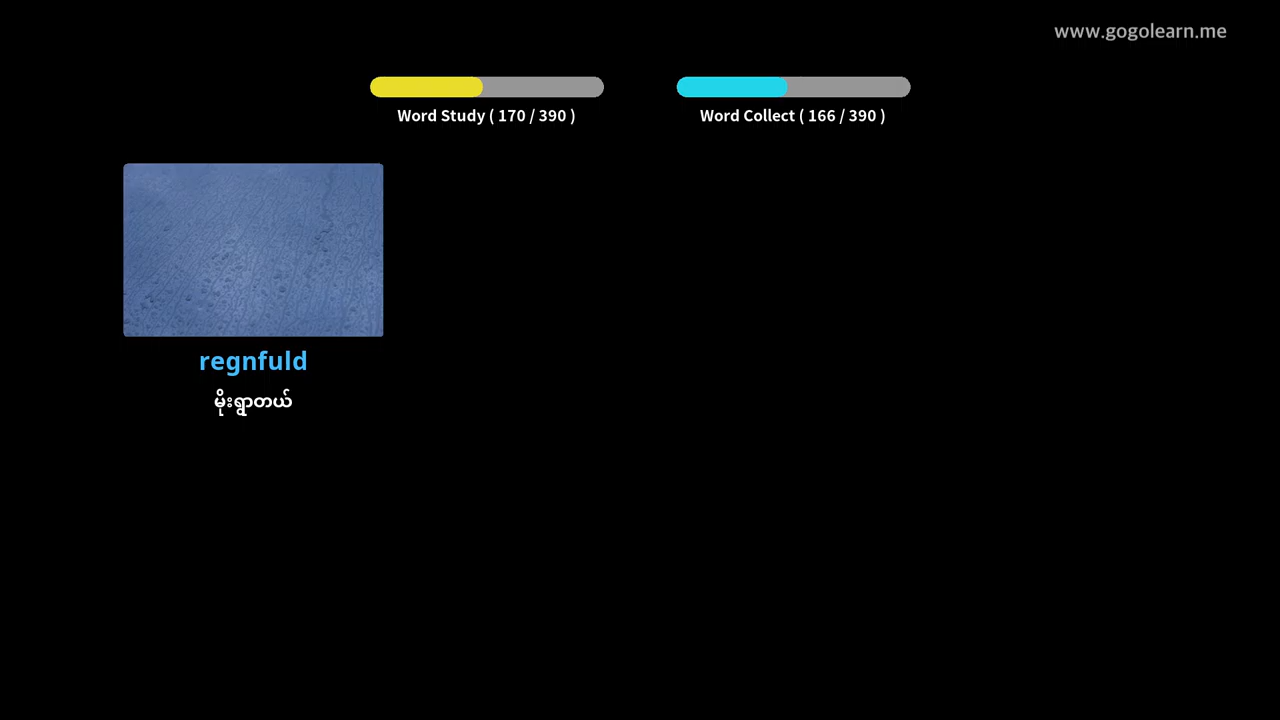 www.gogolearn.me
Word Study ( 170 / 390 )
Word Collect ( 166 / 390 )
regnfuld
မိုးရွာတယ်